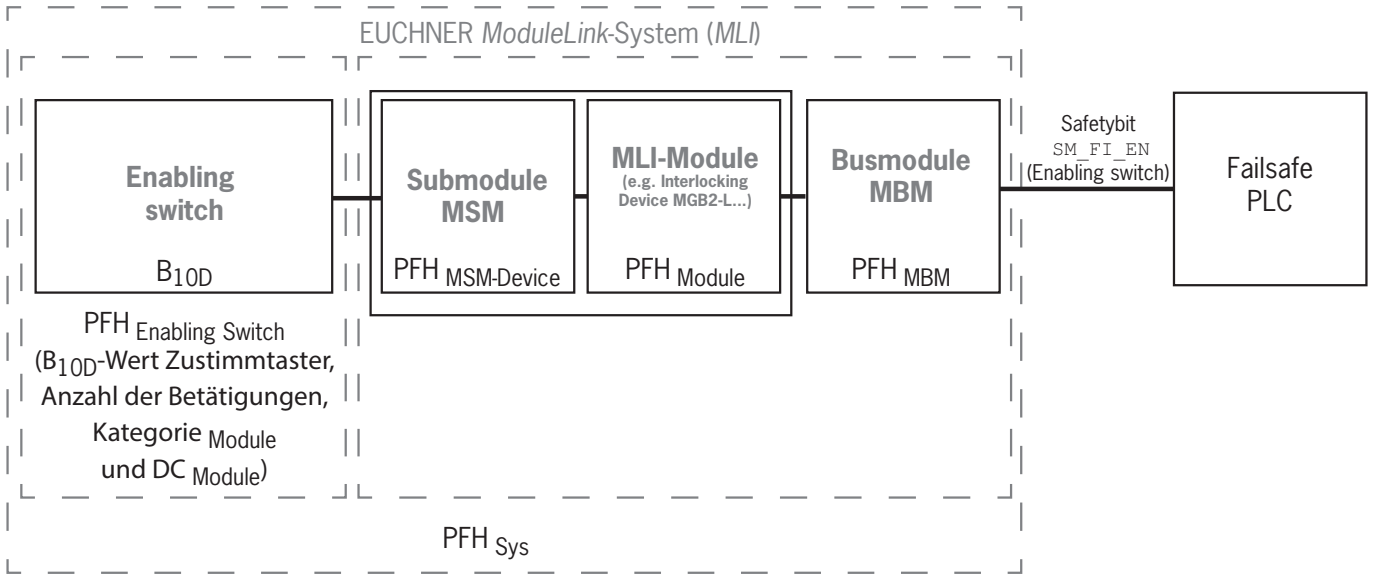 EUCHNER ModuleLink-System (MLI)
Enabling
switch
B10D
PFH Enabling Switch
(B10D-Wert Zustimmtaster,
Anzahl der Betätigungen,
Kategorie Module
und DC Module)
Submodule
MSM
PFH MSM-Device
MLI-Module
(e.g. Interlocking
Device MGB2-L...)
PFH Module
Busmodule
MBM
PFH MBM
Safetybit
SM_FI_EN
(Enabling switch)
Failsafe
PLC
PFH Sys